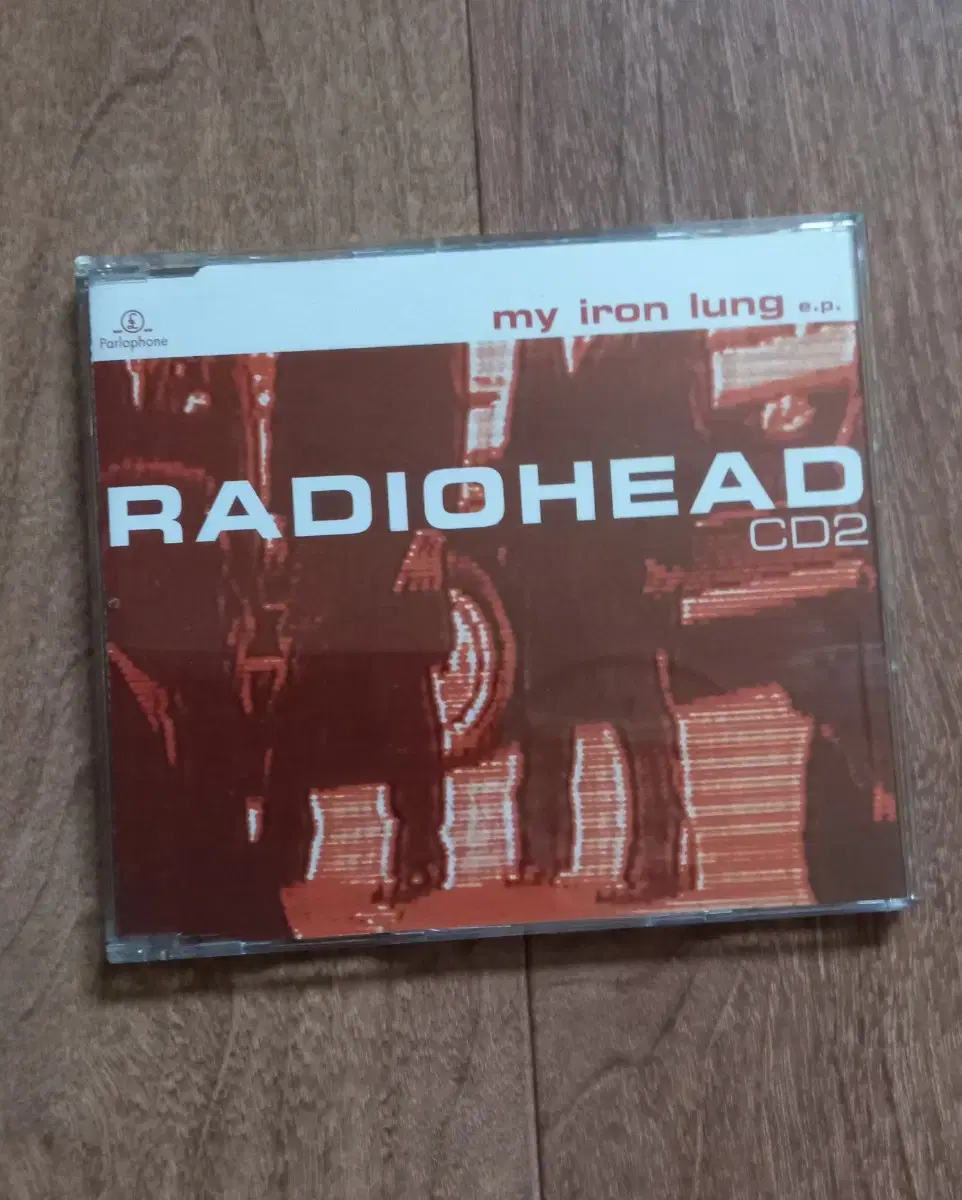 my iron lung e.p.
£
Parlophone
RADIOHEAD
CD2